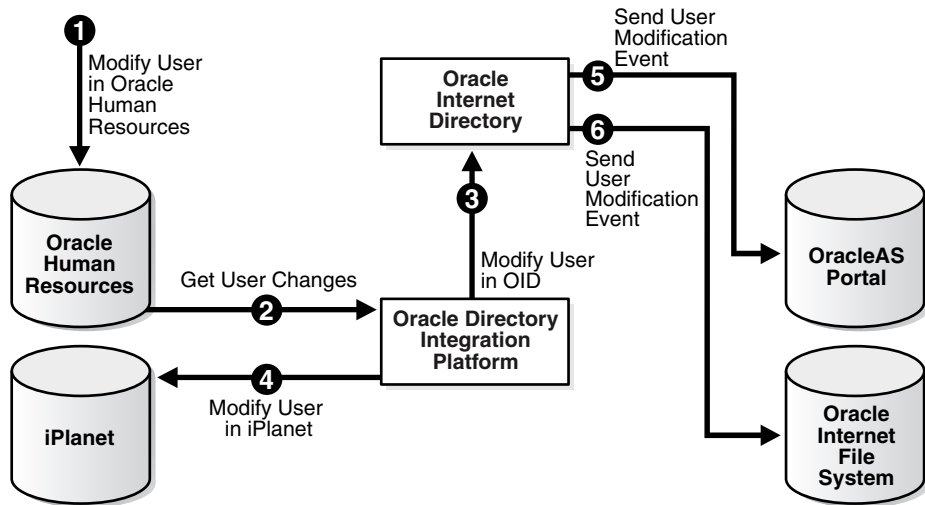 1
Modify User
in Oracle
Human
Resources
Oracle
Human
Resources
Get User Changes
2
Oracle Directory
Integration
Platform
3
Modify User
in OID
Oracle
Internet
Directory
4
Modify User
in iPlanet
iPlanet
Send User
Modification
Event
5
6
Send
User
Modification
Event
OracleAS
Portal
Oracle
Internet
File
System